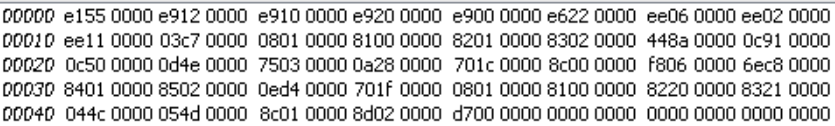 00000 e155 0000 e912 0000 e910 0000 e920 0000 e900 0000 e622 0000 ee06 0000 ee02 0000
00010 ee11 0000 03c7 0000 0801 0000 8100 0000 8201 0000 8302 0000 448a 0000 0c91 0000
00020 0c50 0000 0d4e 0000 7503 0000 0a28 0000 701c 0000 8c00 0000 f806 0000 6ec8 0000
00030 8401 0000 8502 0000 0ed4 0000 701f 0000 0801 0000 8100 0000 8220 0000 8321 0000
00040 044c 0000 054d 0000 8c01 0000 8d02 0000 d700 0000 0000 0000 0000 0000 0000 0000